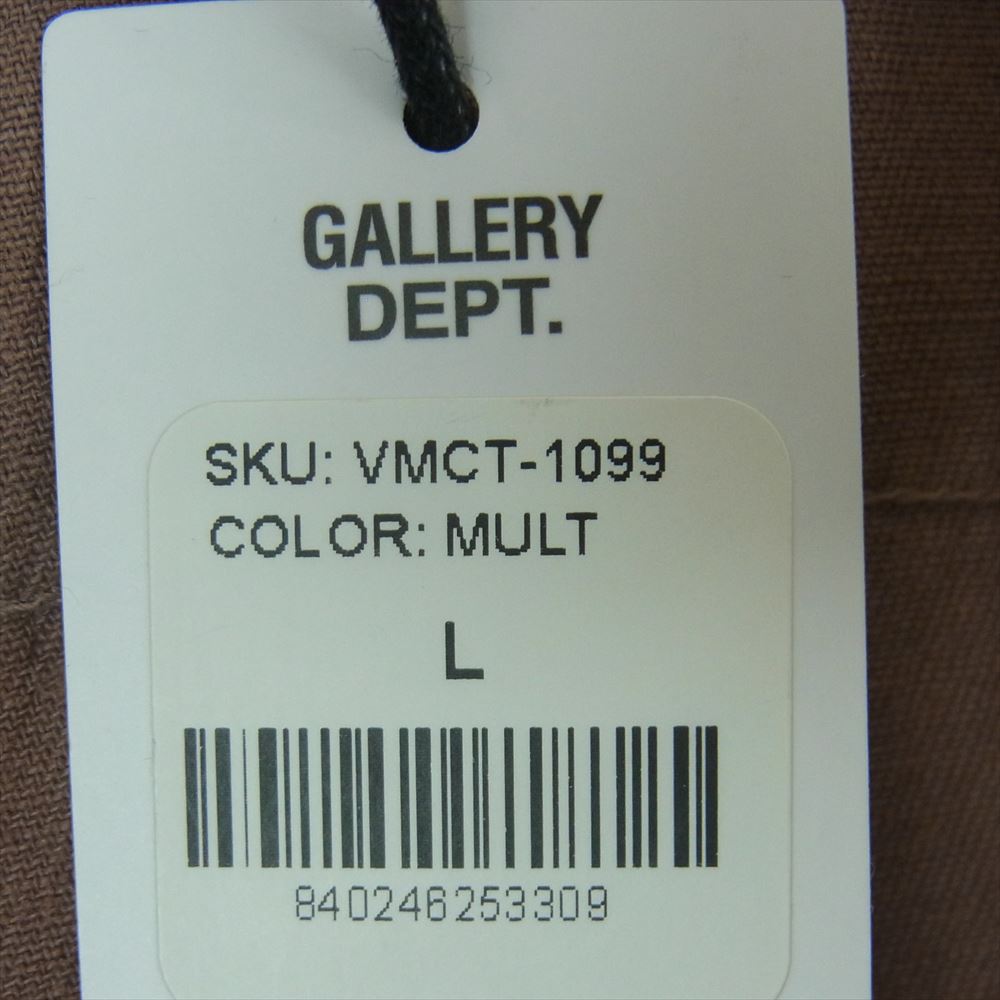 GALLERY
DEPT.
SKU: VMCT-1099
COLOR: MULT
L
840246253309